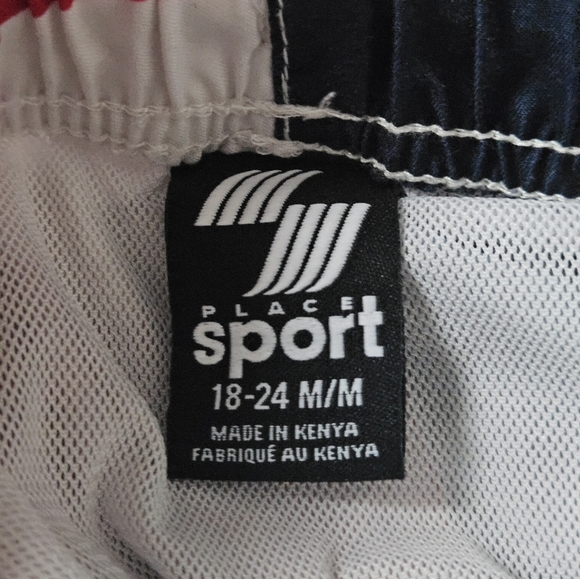 PLACE
sport
18-24 M/M
MADE IN KENYA
FABRIQUÉ AU KENYA